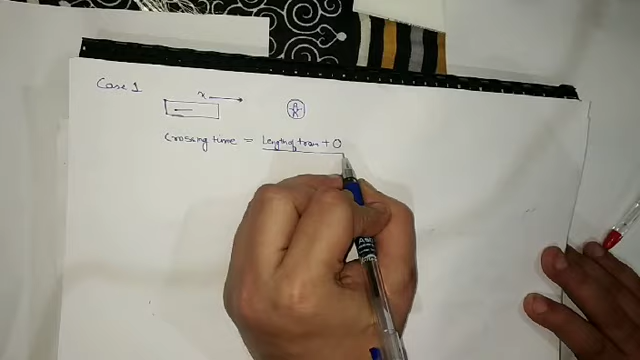 Case 1
x
Crossing time = Length of train + 0